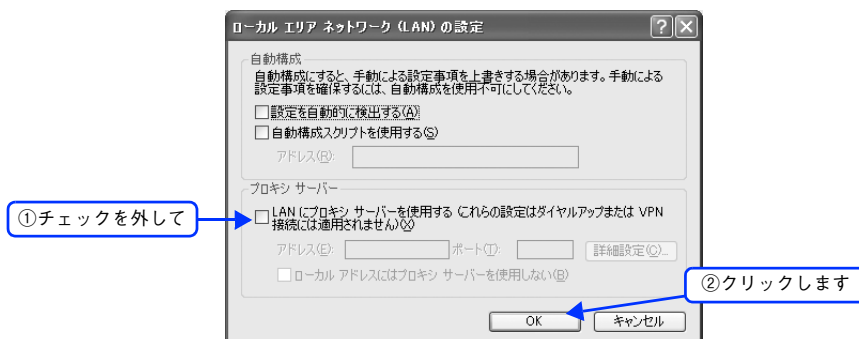 ローカル エリア ネットワーク (LAN) の設定
自動構成
自動構成にすると、手動による設定事項を上書きする場合があります。手動による
設定事項を確保するには、自動構成を使用不可にしてください。
設定を自動的に検出する(A)
自動構成スクリプトを使用する(S)
アドレス(R):
プロキシ サーバー
①チェックを外して
LAN にプロキシ サーバーを使用する (これらの設定はダイヤルアップまたは VPN
接続には適用されません)(X)
アドレス(E): ポート(T): 詳細設定(C)...
ローカル アドレスにはプロキシ サーバーを使用しない(B)
②クリックします
OK キャンセル